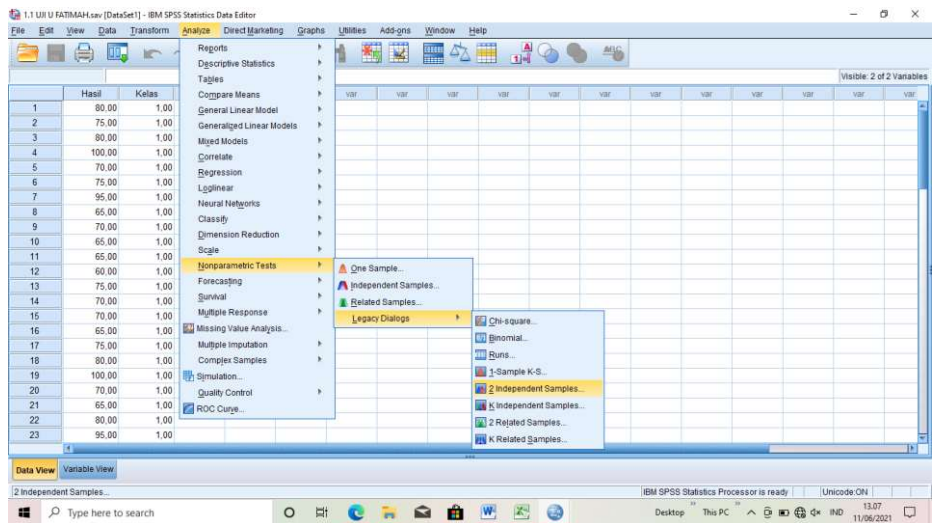 1.1 UJI U FATIMAH.sav [DataSet1] - IBM SPSS Statistics Data Editor
File Edit View Data Transform Analyze Direct Marketing Graphs Utilities Add-ons Window Help
Visible: 2 of 2 Variables
Hasil Kelas var var var var var var var var var var var
1 80,00 1,00
2 75,00 1,00
3 80,00 1,00
4 100,00 1,00
5 70,00 1,00
6 75,00 1,00
7 95,00 1,00
8 65,00 1,00
9 70,00 1,00
10 65,00 1,00
11 65,00 1,00
12 60,00 1,00
13 75,00 1,00
14 70,00 1,00
15 70,00 1,00
16 65,00 1,00
17 75,00 1,00
18 80,00 1,00
19 100,00 1,00
20 70,00 1,00
21 65,00 1,00
22 80,00 1,00
23 95,00 1,00
Reports
Descriptive Statistics
Tables
Compare Means
General Linear Model
Generalized Linear Models
Mixed Models
Correlate
Regression
Loglinear
Neural Networks
Classify
Dimension Reduction
Scale
Nonparametric Tests
Forecasting
Survival
Multiple Response
Missing Value Analysis...
Multiple Imputation
Complex Samples
Simulation...
Quality Control
ROC Curve...
One Sample...
Independent Samples...
Related Samples...
Legacy Dialogs
Chi-square...
Binomial...
Runs...
1-Sample K-S...
2 Independent Samples...
K Independent Samples...
2 Related Samples...
K Related Samples...
Data View Variable View
2 Independent Samples... IBM SPSS Statistics Processor is ready Unicode:ON
Type here to search Desktop This PC IND 13.07
11/06/2021